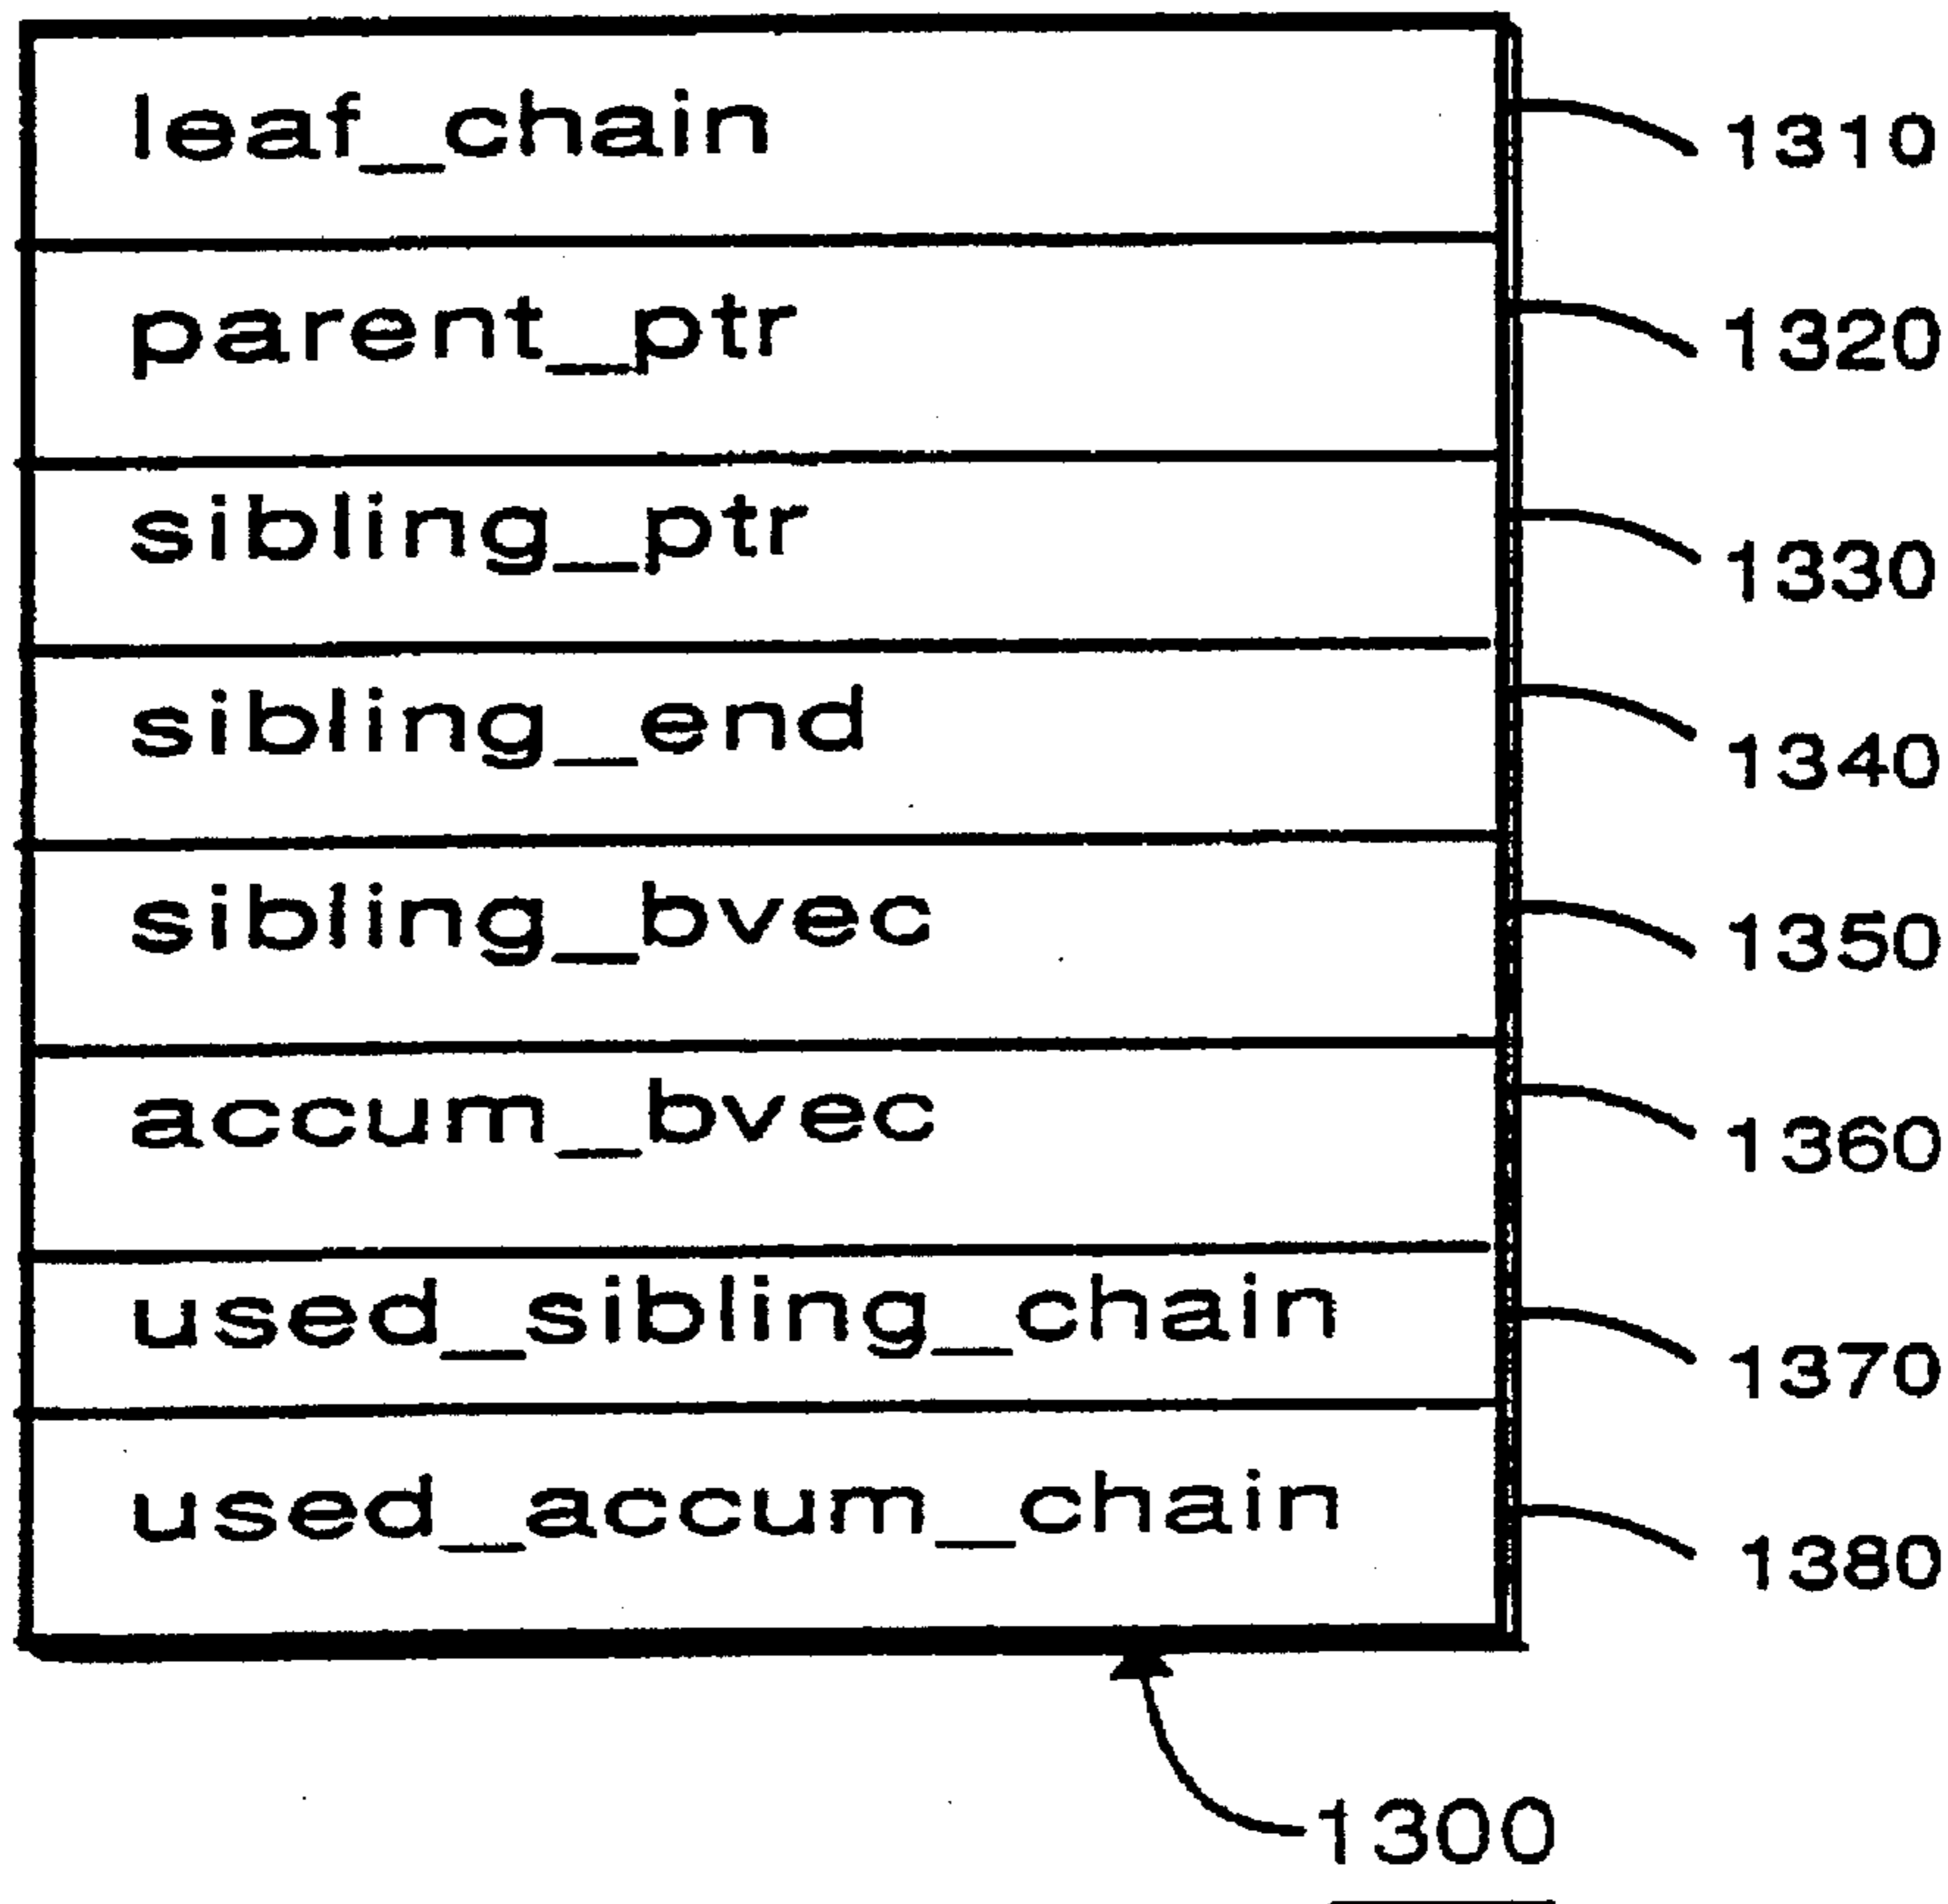 leaf_chain 1310
parent_ptr 1320
sibling_ptr 1330
sibling_end 1340
sibling_bvec 1350
accum_bvec 1360
used_sibling_chain 1370
used_accum_chain 1380
1300